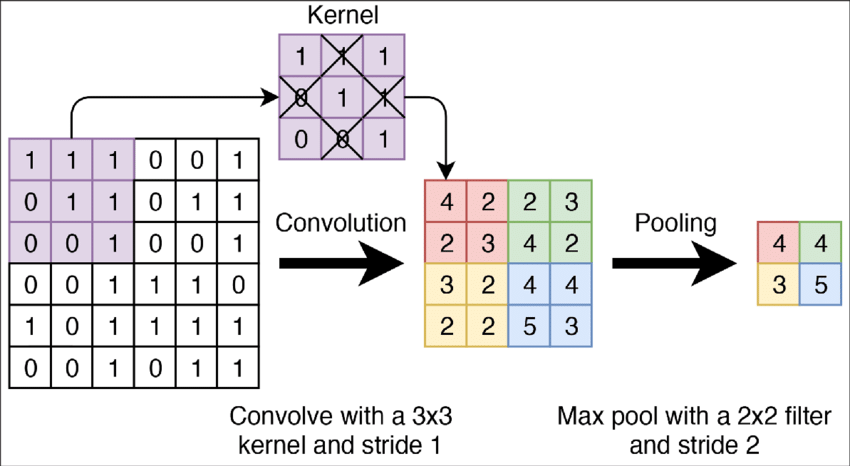 Kernel
1 1 1
0 1 1
0 0 1
1 1 1 0 0 1
0 1 1 0 1 1
0 0 1 0 0 1
0 0 1 1 1 0
1 0 1 1 1 1
0 0 1 0 1 1
Convolution
4 2 2 3
2 3 4 2
3 2 4 4
2 2 5 3
Pooling
4 4
3 5
Convolve with a 3x3
kernel and stride 1
Max pool with a 2x2 filter
and stride 2